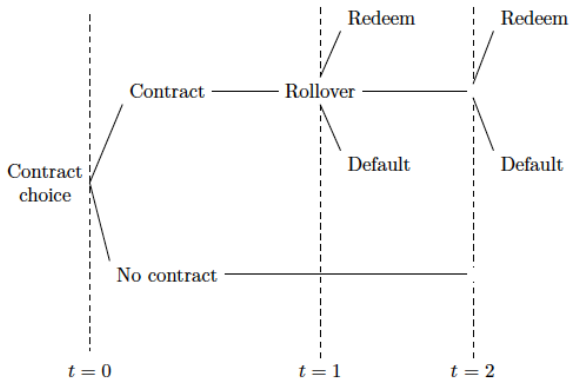 Redeem
Redeem
Contract
Rollover
Default
Default
Contract
choice
No contract
t = 0
t = 1
t = 2